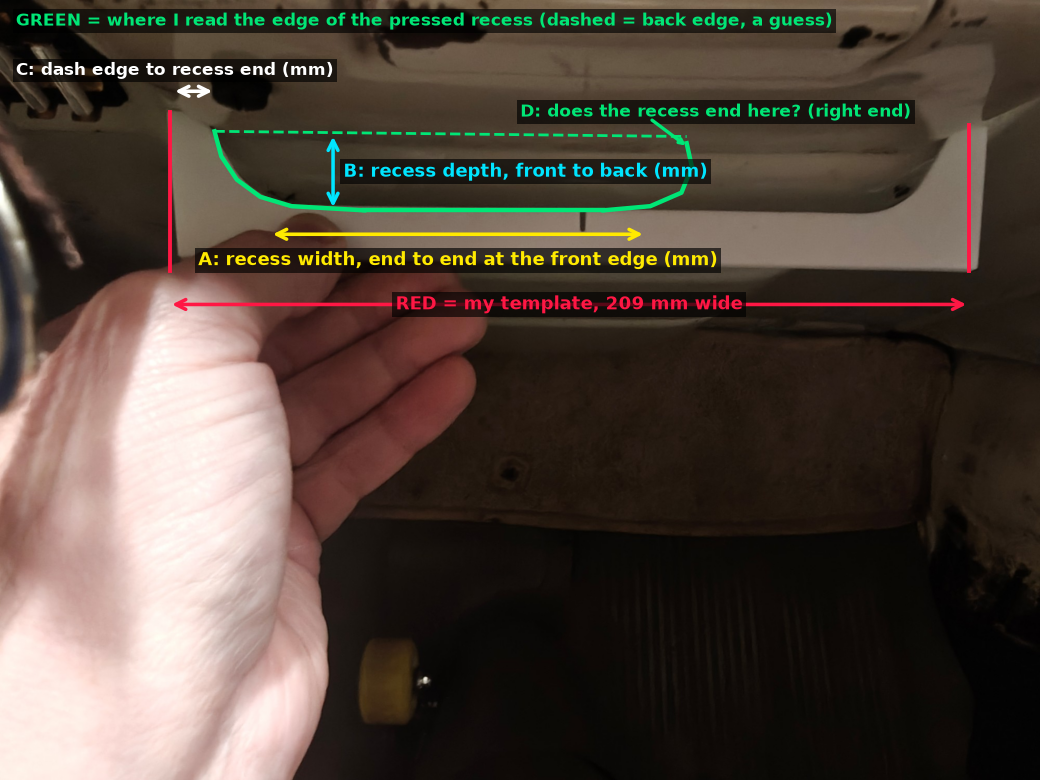 GREEN = where I read the edge of the pressed recess (dashed = back edge, a guess)
C: dash edge to recess end (mm)
D: does the recess end here? (right end)
B: recess depth, front to back (mm)
A: recess width, end to end at the front edge (mm)
RED = my template, 209 mm wide